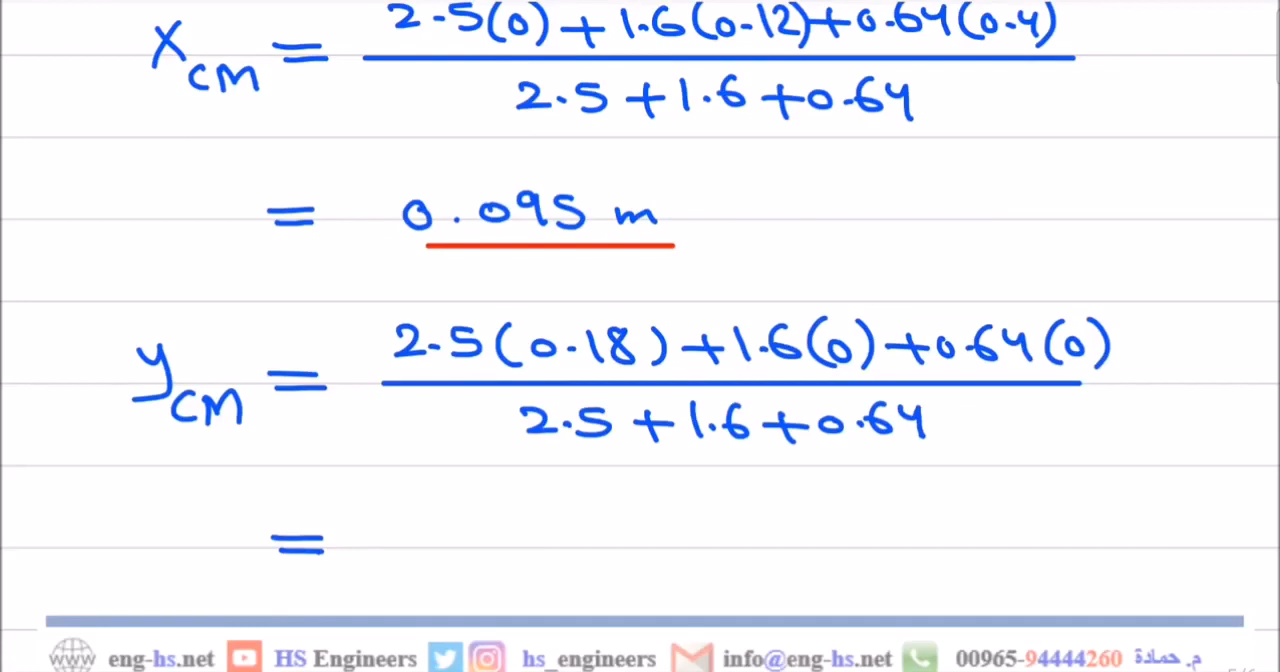 2.5(0)+1.6(0.12)+0.64(0.4)
x_CM =
2.5+1.6+0.64
= 0.095 m
2.5(0.18)+1.6(0)+0.64(0)
y_CM =
2.5+1.6+0.64
=
www eng-hs.net HS Engineers hs_engineers info@eng-hs.net 00965-94444260 م. حمادة